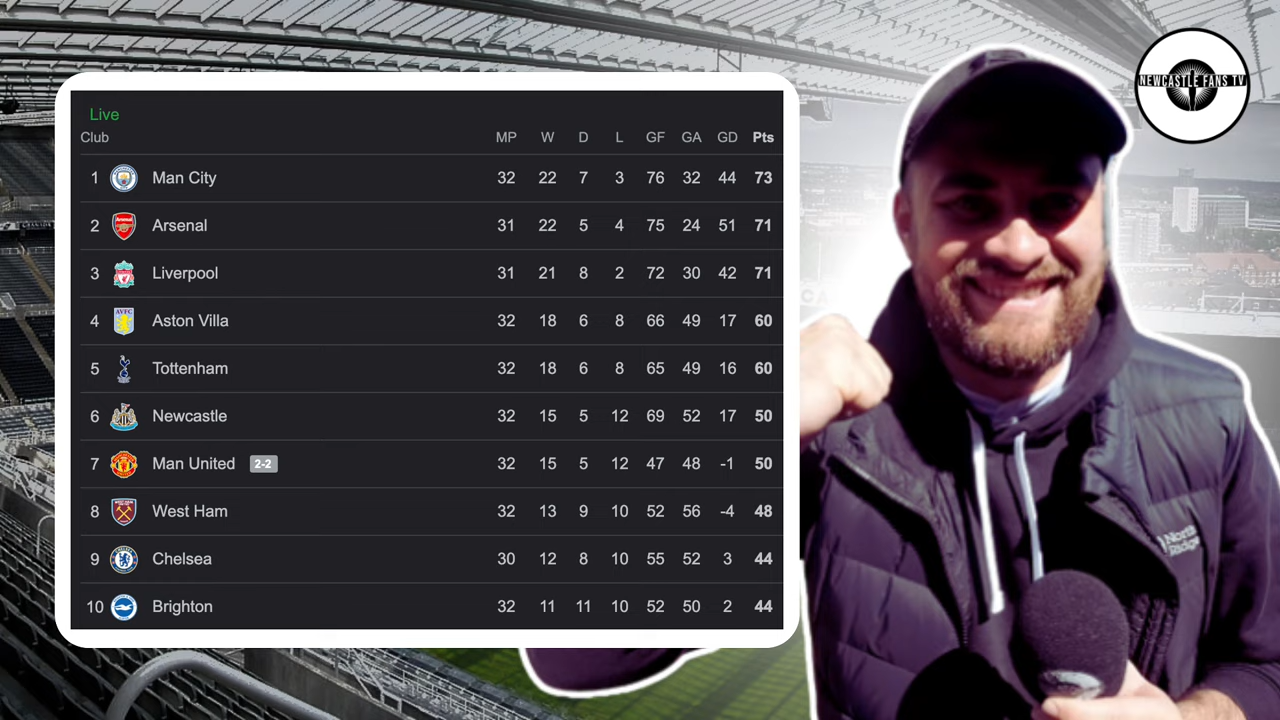 Live
Club MP W D L GF GA GD Pts
1 Man City 32 22 7 3 76 32 44 73
2 Arsenal 31 22 5 4 75 24 51 71
3 Liverpool 31 21 8 2 72 30 42 71
4 Aston Villa 32 18 6 8 66 49 17 60
5 Tottenham 32 18 6 8 65 49 16 60
6 Newcastle 32 15 5 12 69 52 17 50
7 Man United 2-2 32 15 5 12 47 48 -1 50
8 West Ham 32 13 9 10 52 56 -4 48
9 Chelsea 30 12 8 10 55 52 3 44
10 Brighton 32 11 11 10 52 50 2 44
NEWCASTLE FANS TV
AVFC
Arsenal
North
Ridge